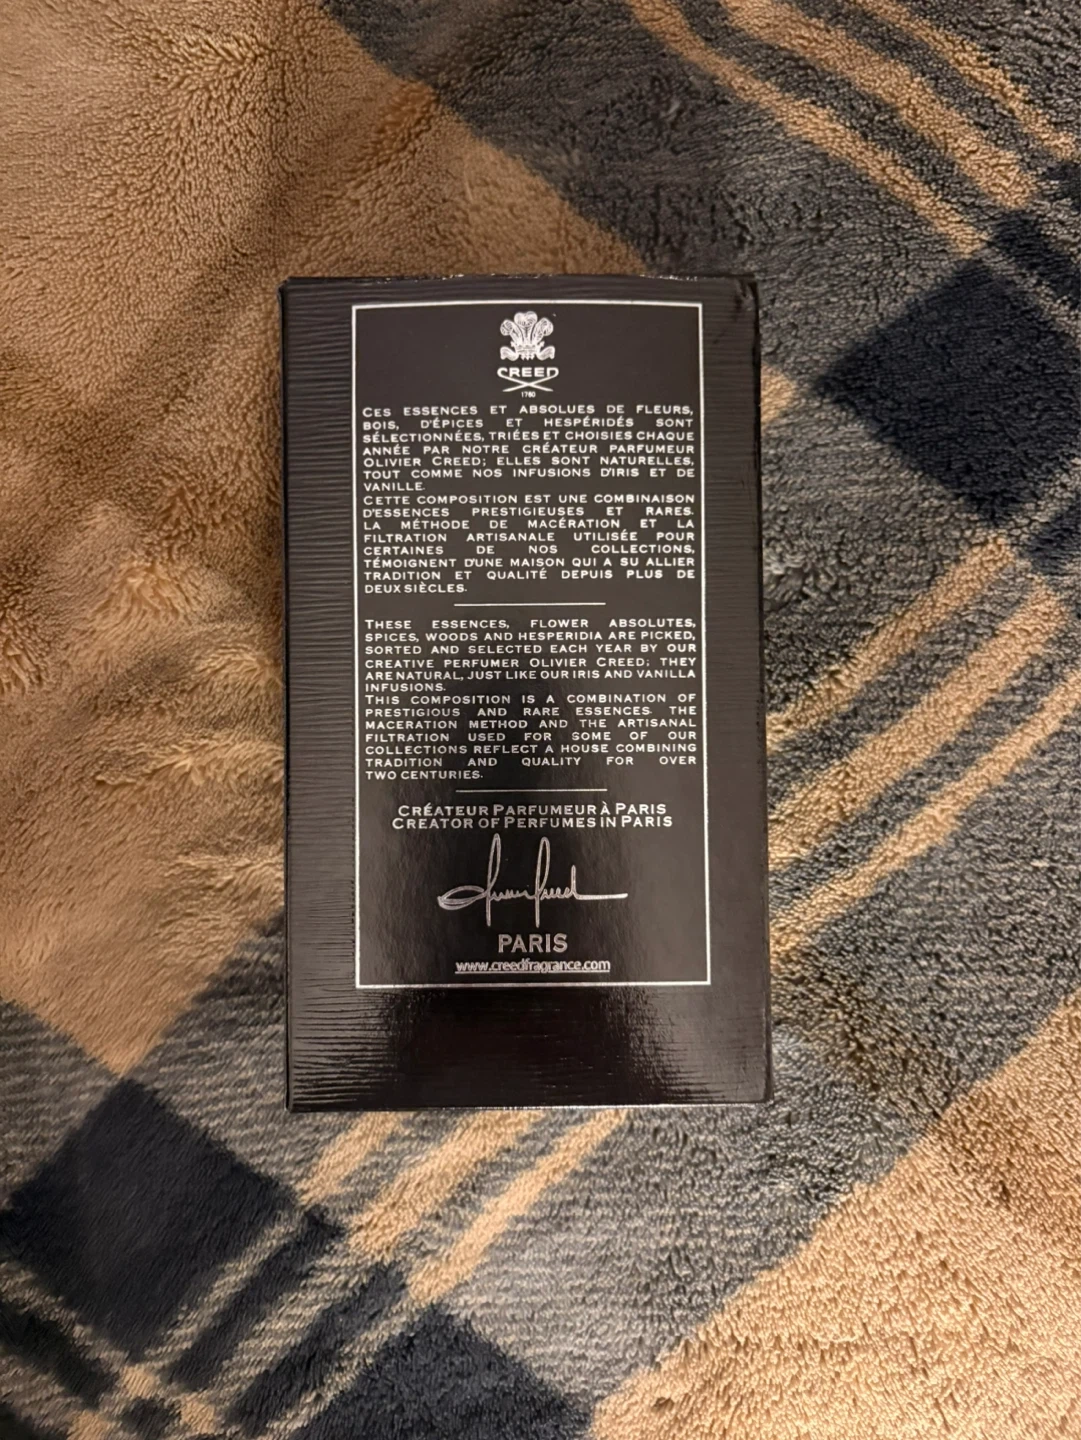 CREED
1760
CES ESSENCES ET ABSOLUES DE FLEURS,
BOIS, D'ÉPICES ET HESPÉRIDÉS SONT
SÉLECTIONNÉES, TRIÉES ET CHOISIES CHAQUE
ANNÉE PAR NOTRE CRÉATEUR PARFUMEUR
OLIVIER CREED; ELLES SONT NATURELLES,
TOUT COMME NOS INFUSIONS D'IRIS ET DE
VANILLE.
CETTE COMPOSITION EST UNE COMBINAISON
D'ESSENCES PRESTIGIEUSES ET RARES.
LA MÉTHODE DE MACÉRATION ET LA
FILTRATION ARTISANALE UTILISÉE POUR
CERTAINES DE NOS COLLECTIONS,
TÉMOIGNENT D'UNE MAISON QUI A SU ALLIER
TRADITION ET QUALITÉ DEPUIS PLUS DE
DEUX SIÈCLES.
THESE ESSENCES, FLOWER ABSOLUTES,
SPICES, WOODS AND HESPERIDIA ARE PICKED,
SORTED AND SELECTED EACH YEAR BY OUR
CREATIVE PERFUMER OLIVIER CREED; THEY
ARE NATURAL, JUST LIKE OUR IRIS AND VANILLA
INFUSIONS.
THIS COMPOSITION IS A COMBINATION OF
PRESTIGIOUS AND RARE ESSENCES. THE
MACERATION METHOD AND THE ARTISANAL
FILTRATION USED FOR SOME OF OUR
COLLECTIONS REFLECT A HOUSE COMBINING
TRADITION AND QUALITY FOR OVER
TWO CENTURIES.
CRÉATEUR PARFUMEUR À PARIS
CREATOR OF PERFUMES IN PARIS
PARIS
www.creedfragrance.com